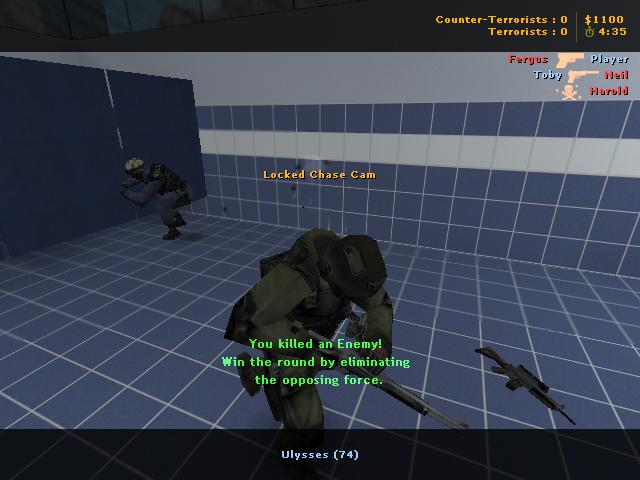 Counter-Terrorists : 0 $1100
Terrorists : 0 4:35
Fergus Player
Toby Neil
Harold
Locked Chase Cam
You killed an Enemy!
Win the round by eliminating
the opposing force.
Ulysses (74)